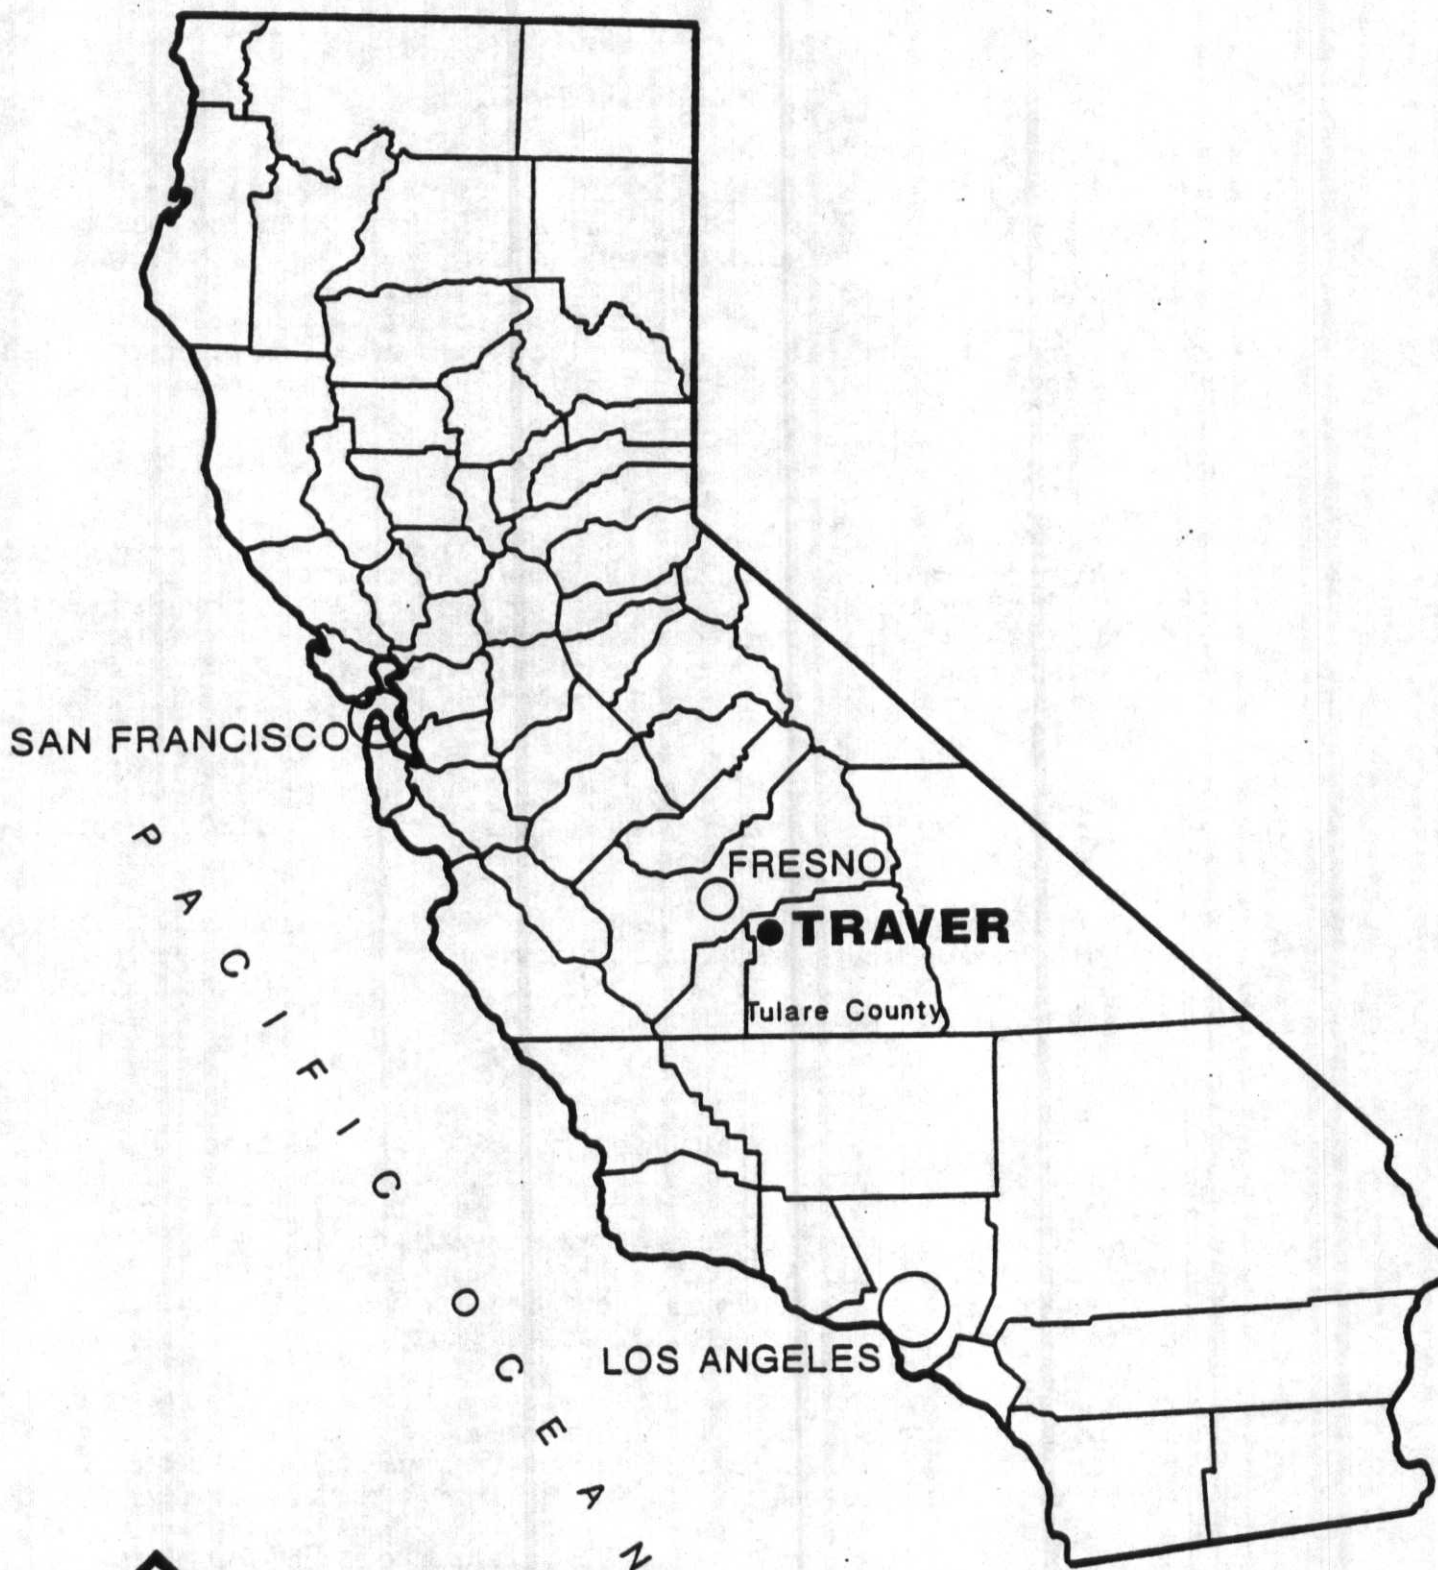 SAN FRANCISCO
FRESNO
TRAVER
Tulare County
PACIFIC OCEAN
LOS ANGELES